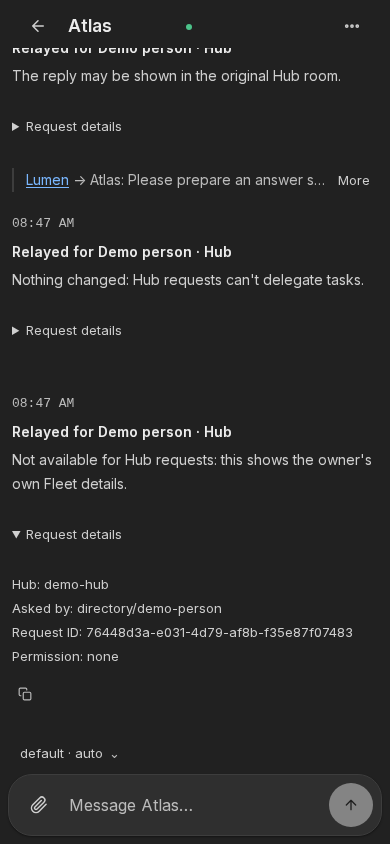 Atlas
Relayed for Demo person · Hub
The reply may be shown in the original Hub room.
▶ Request details
Lumen → Atlas: Please prepare an answer s... More
08:47 AM
Relayed for Demo person · Hub
Nothing changed: Hub requests can't delegate tasks.
▶ Request details
08:47 AM
Relayed for Demo person · Hub
Not available for Hub requests: this shows the owner's
own Fleet details.
▼ Request details
Hub: demo-hub
Asked by: directory/demo-person
Request ID: 76448d3a-e031-4d79-af8b-f35e87f07483
Permission: none
default · auto
Message Atlas...